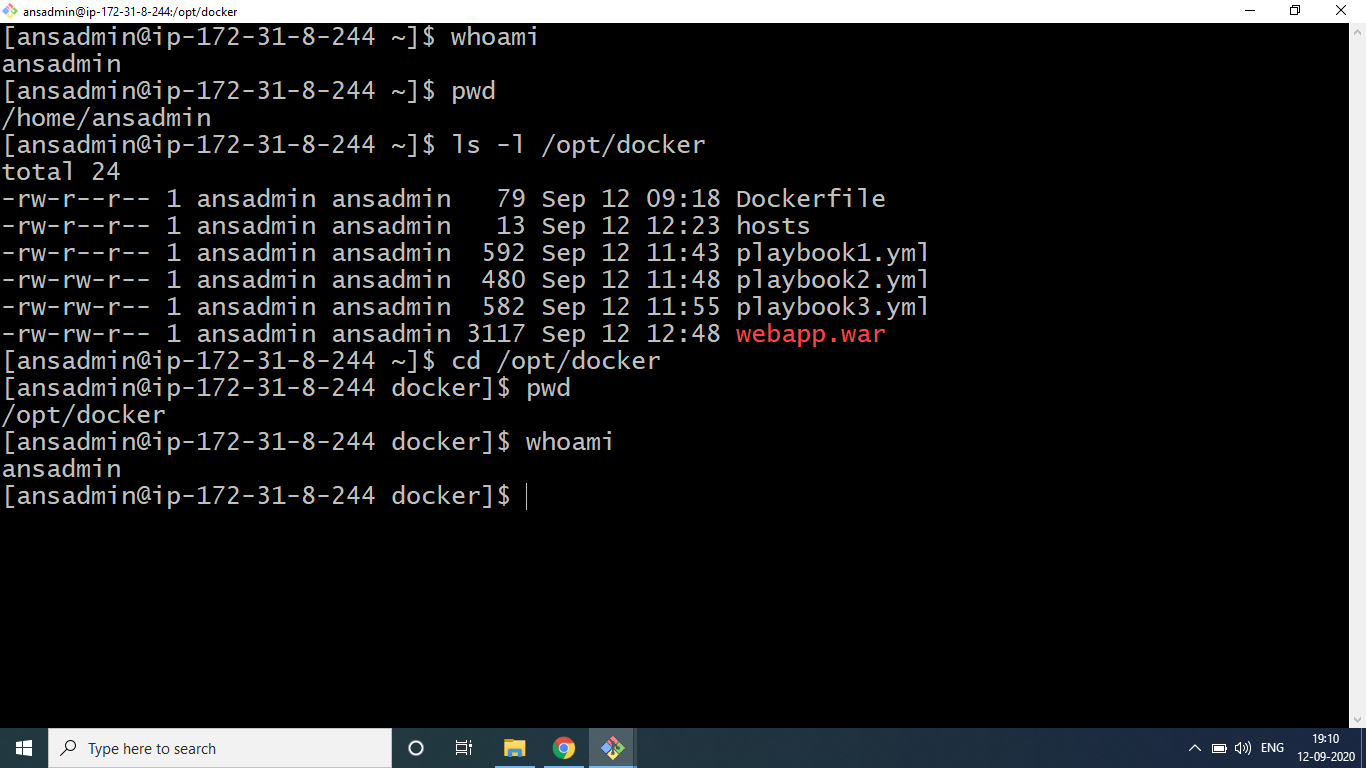 ansadmin@ip-172-31-8-244:/opt/docker
[ansadmin@ip-172-31-8-244 ~]$ whoami
ansadmin
[ansadmin@ip-172-31-8-244 ~]$ pwd
/home/ansadmin
[ansadmin@ip-172-31-8-244 ~]$ ls -l /opt/docker
total 24
-rw-r--r-- 1 ansadmin ansadmin   79 Sep 12 09:18 Dockerfile
-rw-r--r-- 1 ansadmin ansadmin   13 Sep 12 12:23 hosts
-rw-r--r-- 1 ansadmin ansadmin  592 Sep 12 11:43 playbook1.yml
-rw-rw-r-- 1 ansadmin ansadmin  480 Sep 12 11:48 playbook2.yml
-rw-rw-r-- 1 ansadmin ansadmin  582 Sep 12 11:55 playbook3.yml
-rw-rw-r-- 1 ansadmin ansadmin 3117 Sep 12 12:48 webapp.war
[ansadmin@ip-172-31-8-244 ~]$ cd /opt/docker
[ansadmin@ip-172-31-8-244 docker]$ pwd
/opt/docker
[ansadmin@ip-172-31-8-244 docker]$ whoami
ansadmin
[ansadmin@ip-172-31-8-244 docker]$
Type here to search
ENG
19:10
12-09-2020